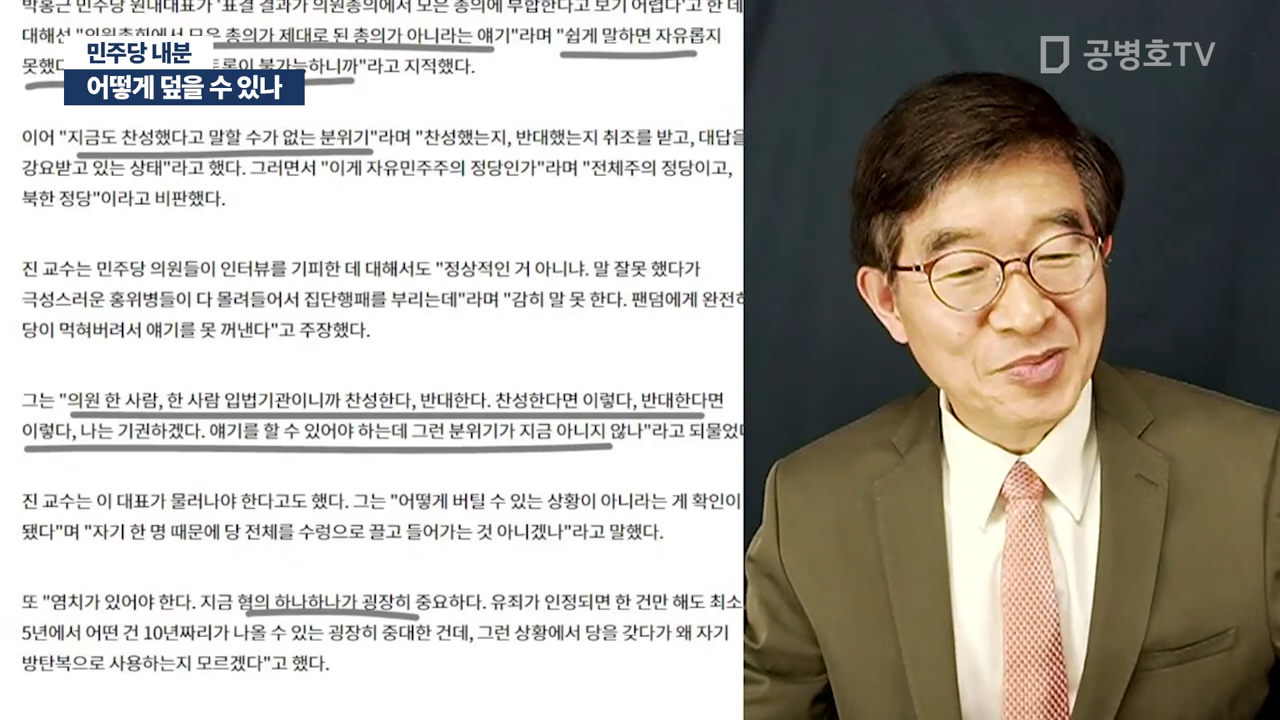 박홍근 민주당 원내대표가 '표결 결과가 의원총의에서 모은 총의에 부합한다고 보기 어렵다'고 한 데
대해선 "의원총회에서 모은 총의가 제대로 된 총의가 아니라는 얘기"라며 "쉽게 말하면 자유롭지
못했다 토론이 불가능하니까"라고 지적했다.
민주당 내분
어떻게 덮을 수 있나
이어 "지금도 찬성했다고 말할 수가 없는 분위기"라며 "찬성했는지, 반대했는지 취조를 받고, 대답을
강요받고 있는 상태"라고 했다. 그러면서 "이게 자유민주주의 정당인가"라며 "전체주의 정당이고,
북한 정당"이라고 비판했다.
진 교수는 민주당 의원들이 인터뷰를 기피한 데 대해서도 "정상적인 거 아니냐. 말 잘못 했다가
극성스러운 홍위병들이 다 몰려들어서 집단행패를 부리는데"라며 "감히 말 못 한다. 팬덤에게 완전히
당이 먹혀버려서 얘기를 못 꺼낸다"고 주장했다.
그는 "의원 한 사람, 한 사람 입법기관이니까 찬성한다, 반대한다. 찬성한다면 이렇다, 반대한다면
이렇다, 나는 기권하겠다. 얘기를 할 수 있어야 하는데 그런 분위기가 지금 아니지 않나"라고 되물었다
진 교수는 이 대표가 물러나야 한다고도 했다. 그는 "어떻게 버틸 수 있는 상황이 아니라는 게 확인이
됐다"며 "자기 한 명 때문에 당 전체를 수렁으로 끌고 들어가는 것 아니겠나"라고 말했다.
또 "염치가 있어야 한다. 지금 혐의 하나하나가 굉장히 중요하다. 유죄가 인정되면 한 건만 해도 최소
5년에서 어떤 건 10년짜리가 나올 수 있는 굉장히 중대한 건데, 그런 상황에서 당을 갖다가 왜 자기
방탄복으로 사용하는지 모르겠다"고 했다.
공병호TV